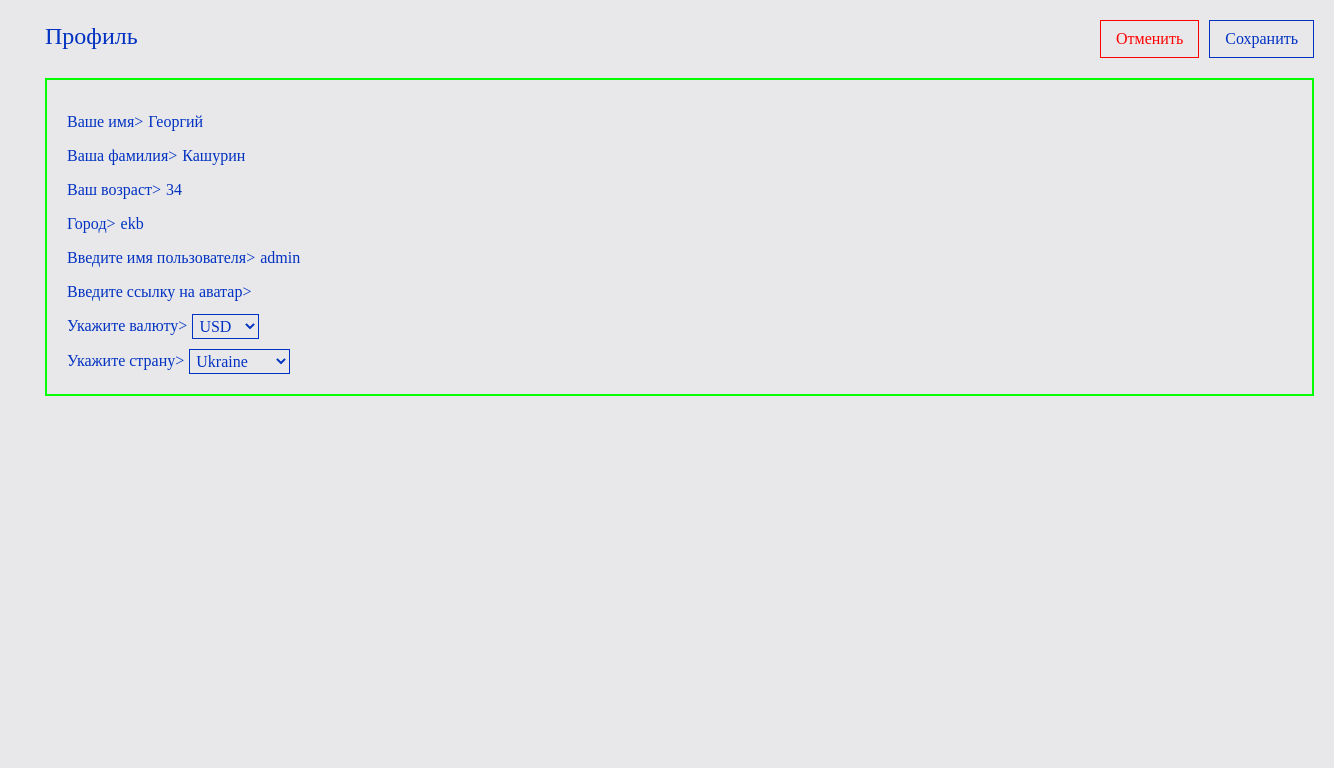 Профиль
Отменить
Сохранить
Ваше имя> Георгий
Ваша фамилия> Кашурин
Ваш возраст> 34
Город> ekb
Введите имя пользователя> admin
Введите ссылку на аватар>
Укажите валюту> USD
Укажите страну> Ukraine